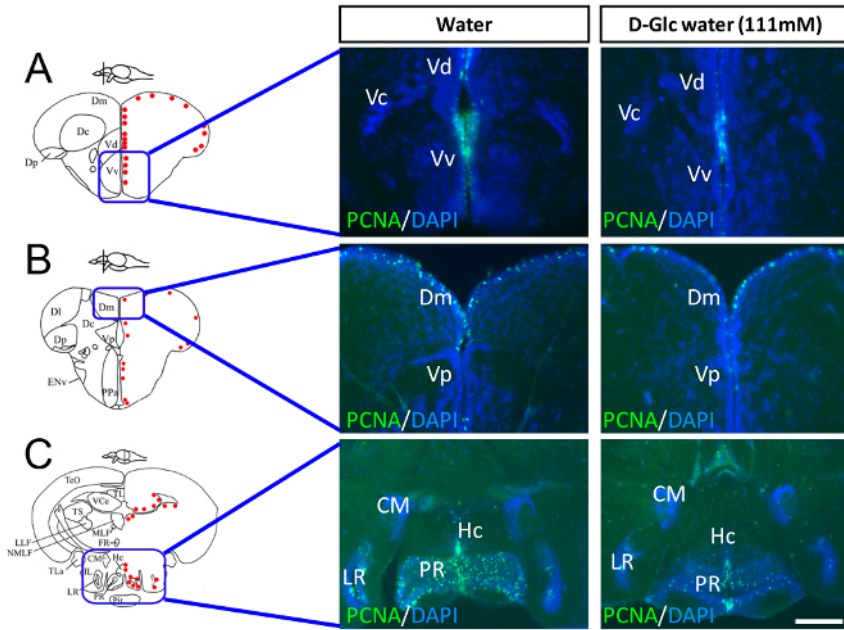 Water
D-Glc water (111mM)
A
Dm
Dc
Vd
Dp
Vv
Vd
Vc
Vv
PCNA/DAPI
Vd
Vc
Vv
PCNA/DAPI
B
Dm
Dl
Dc
Dp
Vp
ENv
PPa
Dm
Vp
PCNA/DAPI
Dm
Vp
PCNA/DAPI
C
TeO
TL
VCe
TS
LLF
MLF
NMLF
FR
TLa
CM
Hc
IL
LR
PR
Pit
CM
Hc
LR
PR
PCNA/DAPI
CM
Hc
LR
PR
PCNA/DAPI